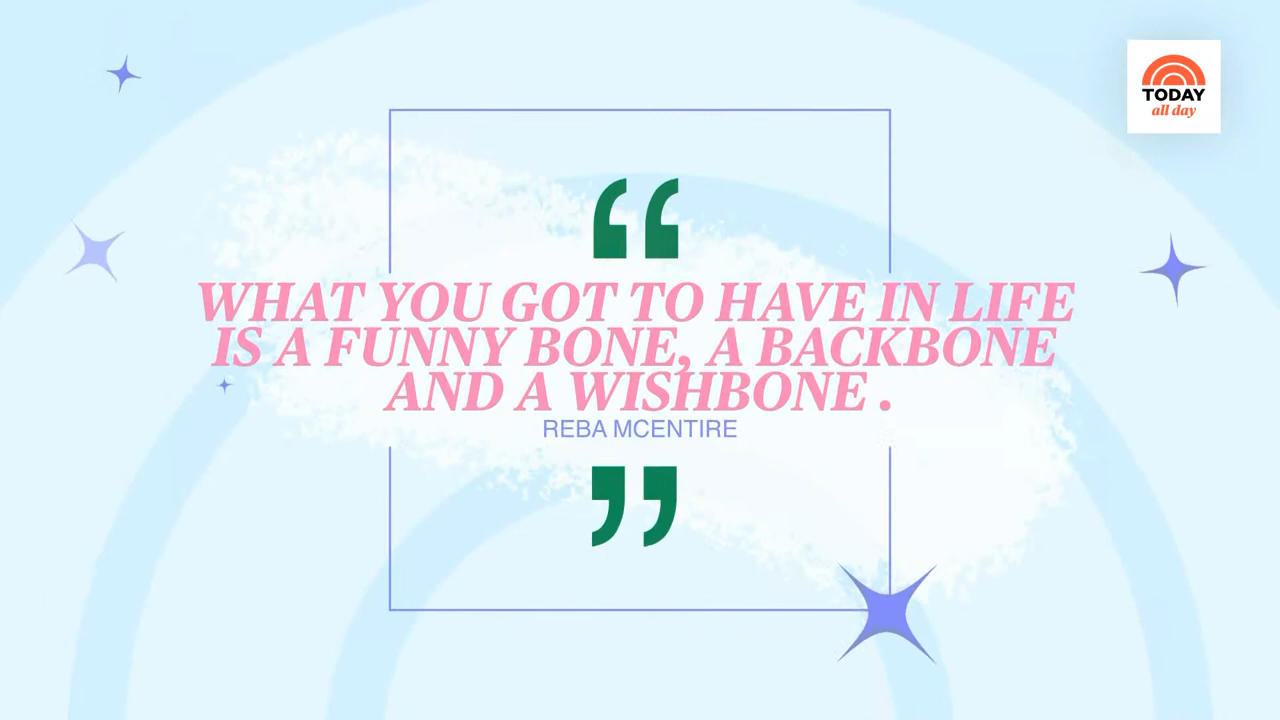 TODAY
all day
“
WHAT YOU GOT TO HAVE IN LIFE
IS A FUNNY BONE, A BACKBONE
AND A WISHBONE .
REBA MCENTIRE
”